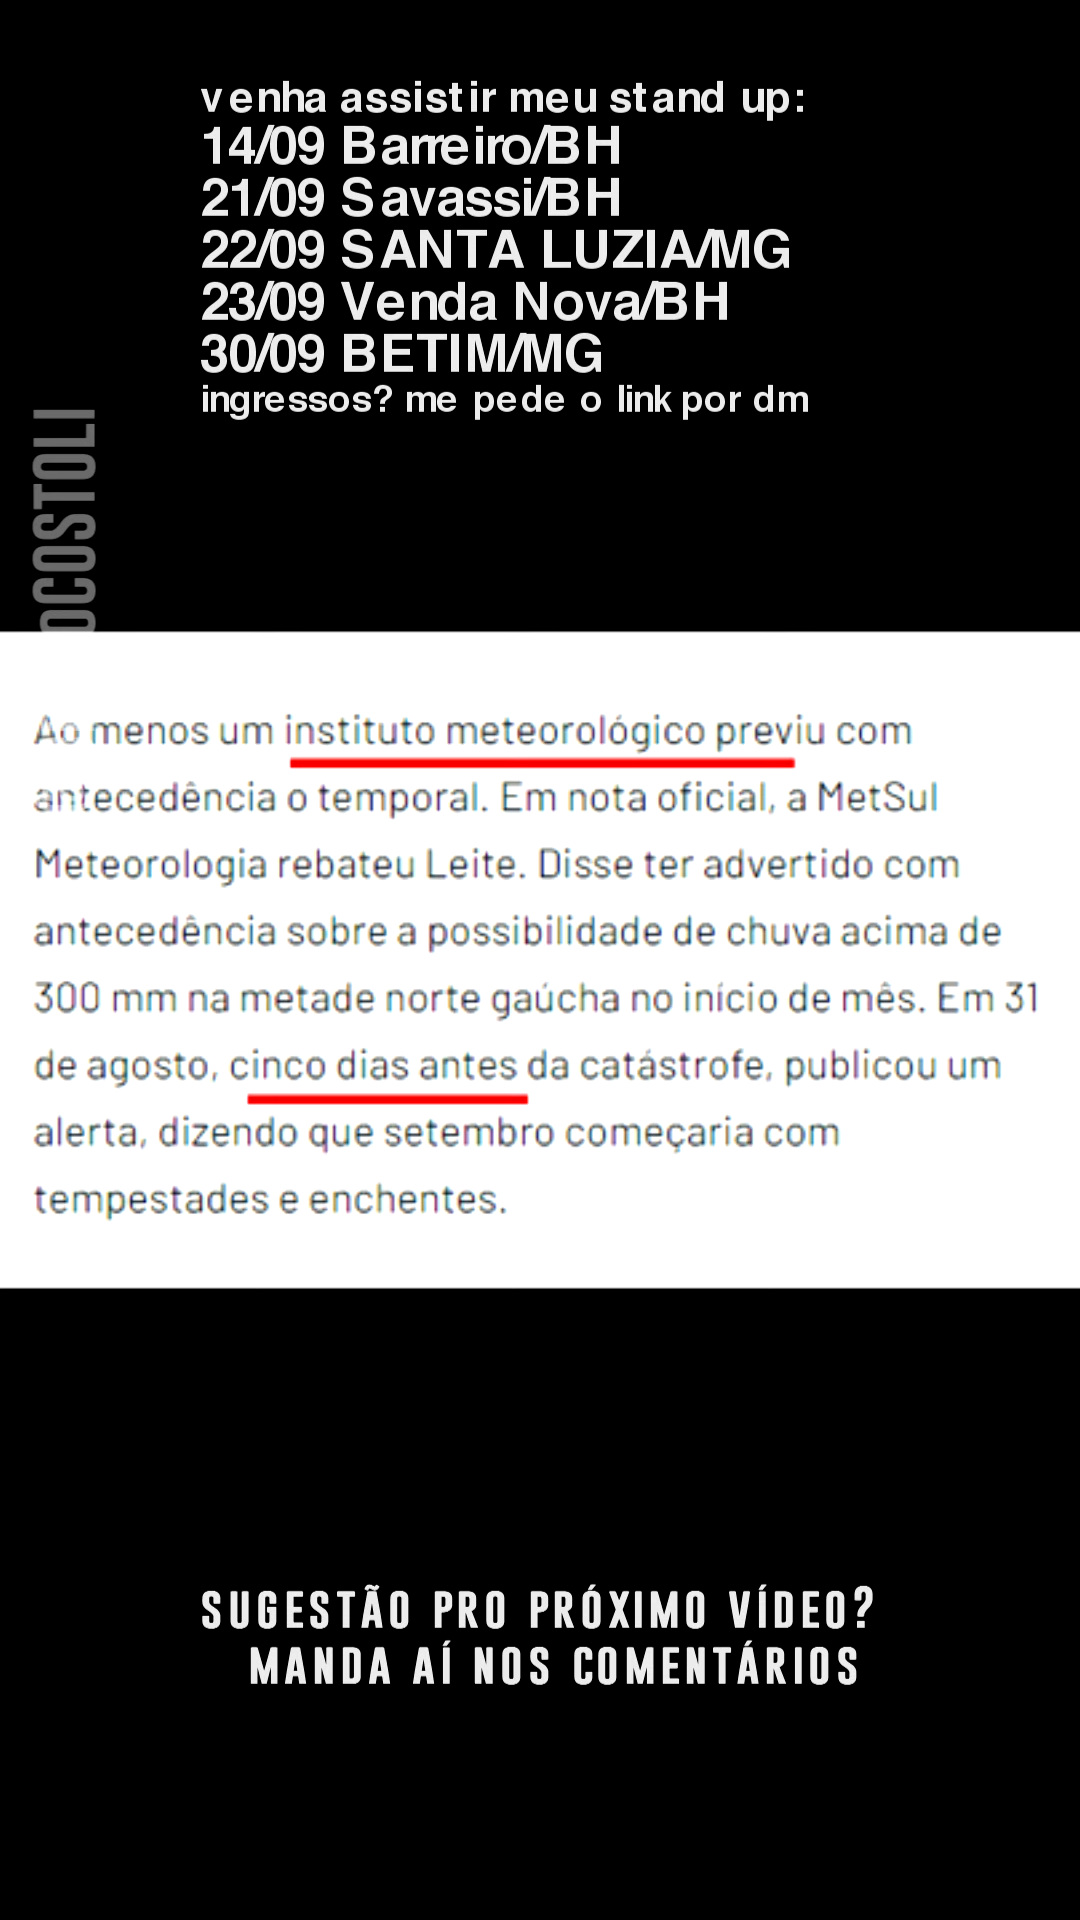 venha assistir meu stand up:
14/09 Barreiro/BH
21/09 Savassi/BH
22/09 SANTA LUZIA/MG
23/09 Venda Nova/BH
30/09 BETIM/MG
ingressos? me pede o link por dm
OCOSTOLI
Ao menos um instituto meteorológico previu com
antecedência o temporal. Em nota oficial, a MetSul
Meteorologia rebateu Leite. Disse ter advertido com
antecedência sobre a possibilidade de chuva acima de
300 mm na metade norte gaúcha no início de mês. Em 31
de agosto, cinco dias antes da catástrofe, publicou um
alerta, dizendo que setembro começaria com
tempestades e enchentes.
SUGESTÃO PRO PRÓXIMO VÍDEO?
MANDA AÍ NOS COMENTÁRIOS